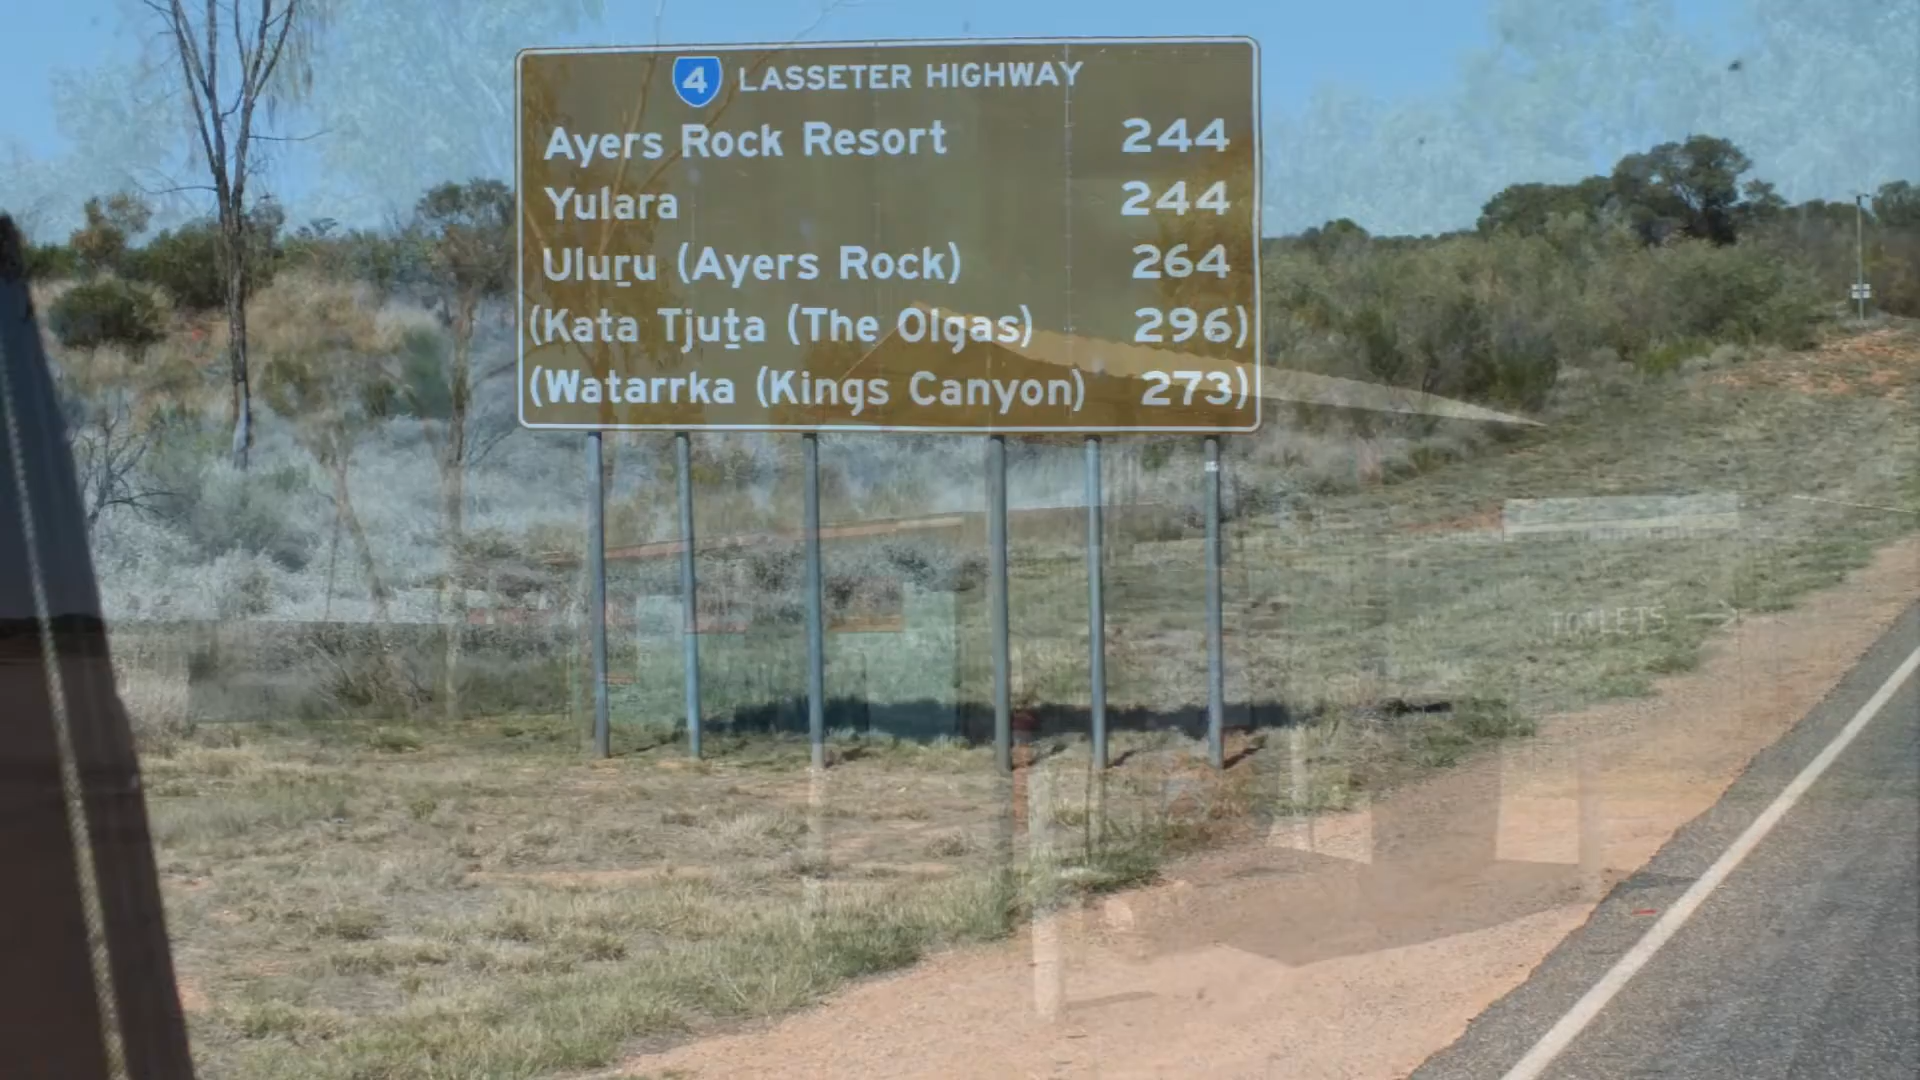 4 LASSETER HIGHWAY
Ayers Rock Resort 244
Yulara 244
Uluṟu (Ayers Rock) 264
(Kata Tjuṯa (The Olgas) 296)
(Watarrka (Kings Canyon) 273)
TOILETS